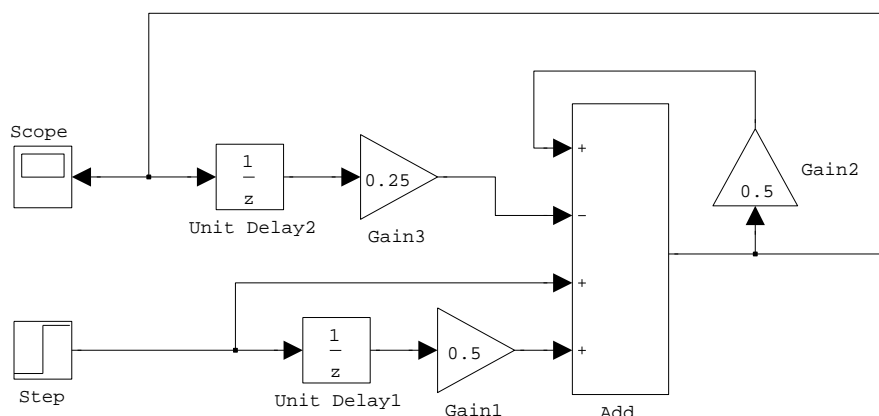 Scope
1
z
Unit Delay2
0.25
Gain3
+
−
+
+
0.5
Gain2
Step
1
z
Unit Delay1
0.5
Gain1
Add